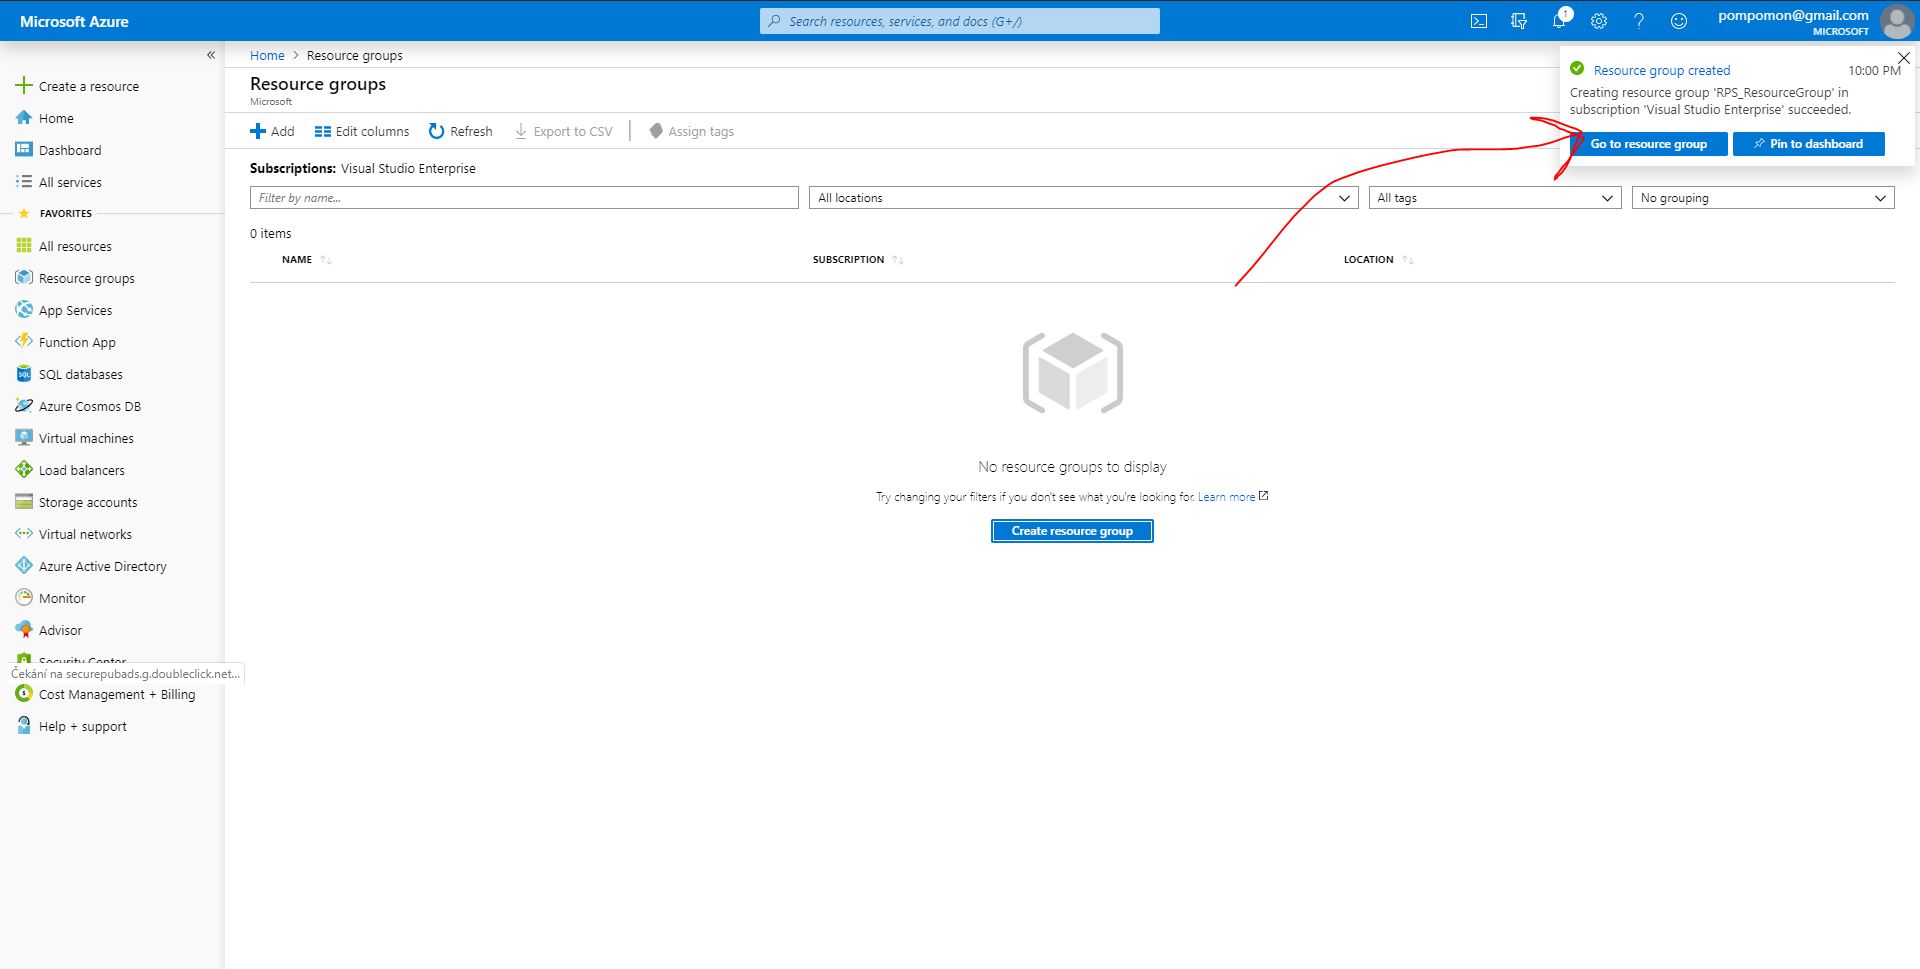 Microsoft Azure
Search resources, services, and docs (G+/)
1
pompomon@gmail.com
MICROSOFT
«
Create a resource
Home
Dashboard
All services
FAVORITES
All resources
Resource groups
App Services
Function App
SQL databases
Azure Cosmos DB
Virtual machines
Load balancers
Storage accounts
Virtual networks
Azure Active Directory
Monitor
Advisor
Security Center
Čekání na securepubads.g.doubleclick.net...
Cost Management + Billing
Help + support
Home > Resource groups
Resource groups
Microsoft
Add Edit columns Refresh Export to CSV Assign tags
Subscriptions: Visual Studio Enterprise
Filter by name... All locations All tags No grouping
0 items
NAME SUBSCRIPTION LOCATION
No resource groups to display
Try changing your filters if you don't see what you're looking for. Learn more
Create resource group
Resource group created 10:00 PM
Creating resource group 'RPS_ResourceGroup' in
subscription 'Visual Studio Enterprise' succeeded.
Go to resource group Pin to dashboard